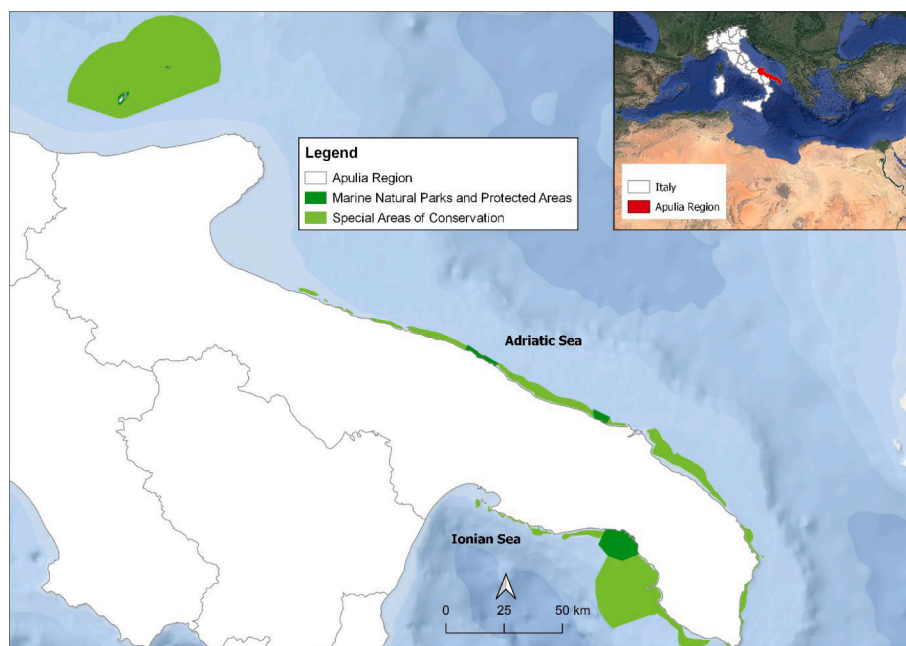 Legend
Apulia Region
Marine Natural Parks and Protected Areas
Special Areas of Conservation
Italy
Apulia Region
Adriatic Sea
Ionian Sea
0 25 50 km